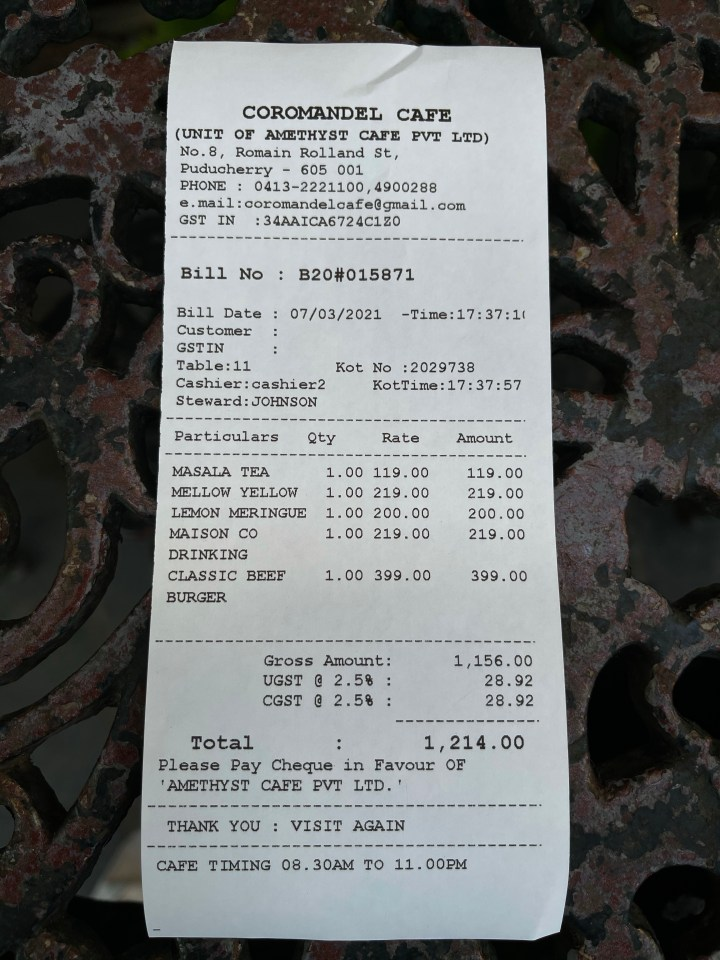 COROMANDEL CAFE
(UNIT OF AMETHYST CAFE PVT LTD)
No.8, Romain Rolland St,
Puducherry - 605 001
PHONE : 0413-2221100,4900288
e.mail:coromandelcafe@gmail.com
GST IN :34AAICA6724C1Z0
Bill No : B20#015871
Bill Date : 07/03/2021 -Time:17:37:10
Customer :
GSTIN :
Table:11 Kot No :2029738
Cashier:cashier2 KotTime:17:37:57
Steward:JOHNSON
Particulars Qty Rate Amount
MASALA TEA 1.00 119.00 119.00
MELLOW YELLOW 1.00 219.00 219.00
LEMON MERINGUE 1.00 200.00 200.00
MAISON CO 1.00 219.00 219.00
DRINKING
CLASSIC BEEF 1.00 399.00 399.00
BURGER
Gross Amount: 1,156.00
UGST @ 2.5% : 28.92
CGST @ 2.5% : 28.92
Total : 1,214.00
Please Pay Cheque in Favour OF
'AMETHYST CAFE PVT LTD.'
THANK YOU : VISIT AGAIN
CAFE TIMING 08.30AM TO 11.00PM